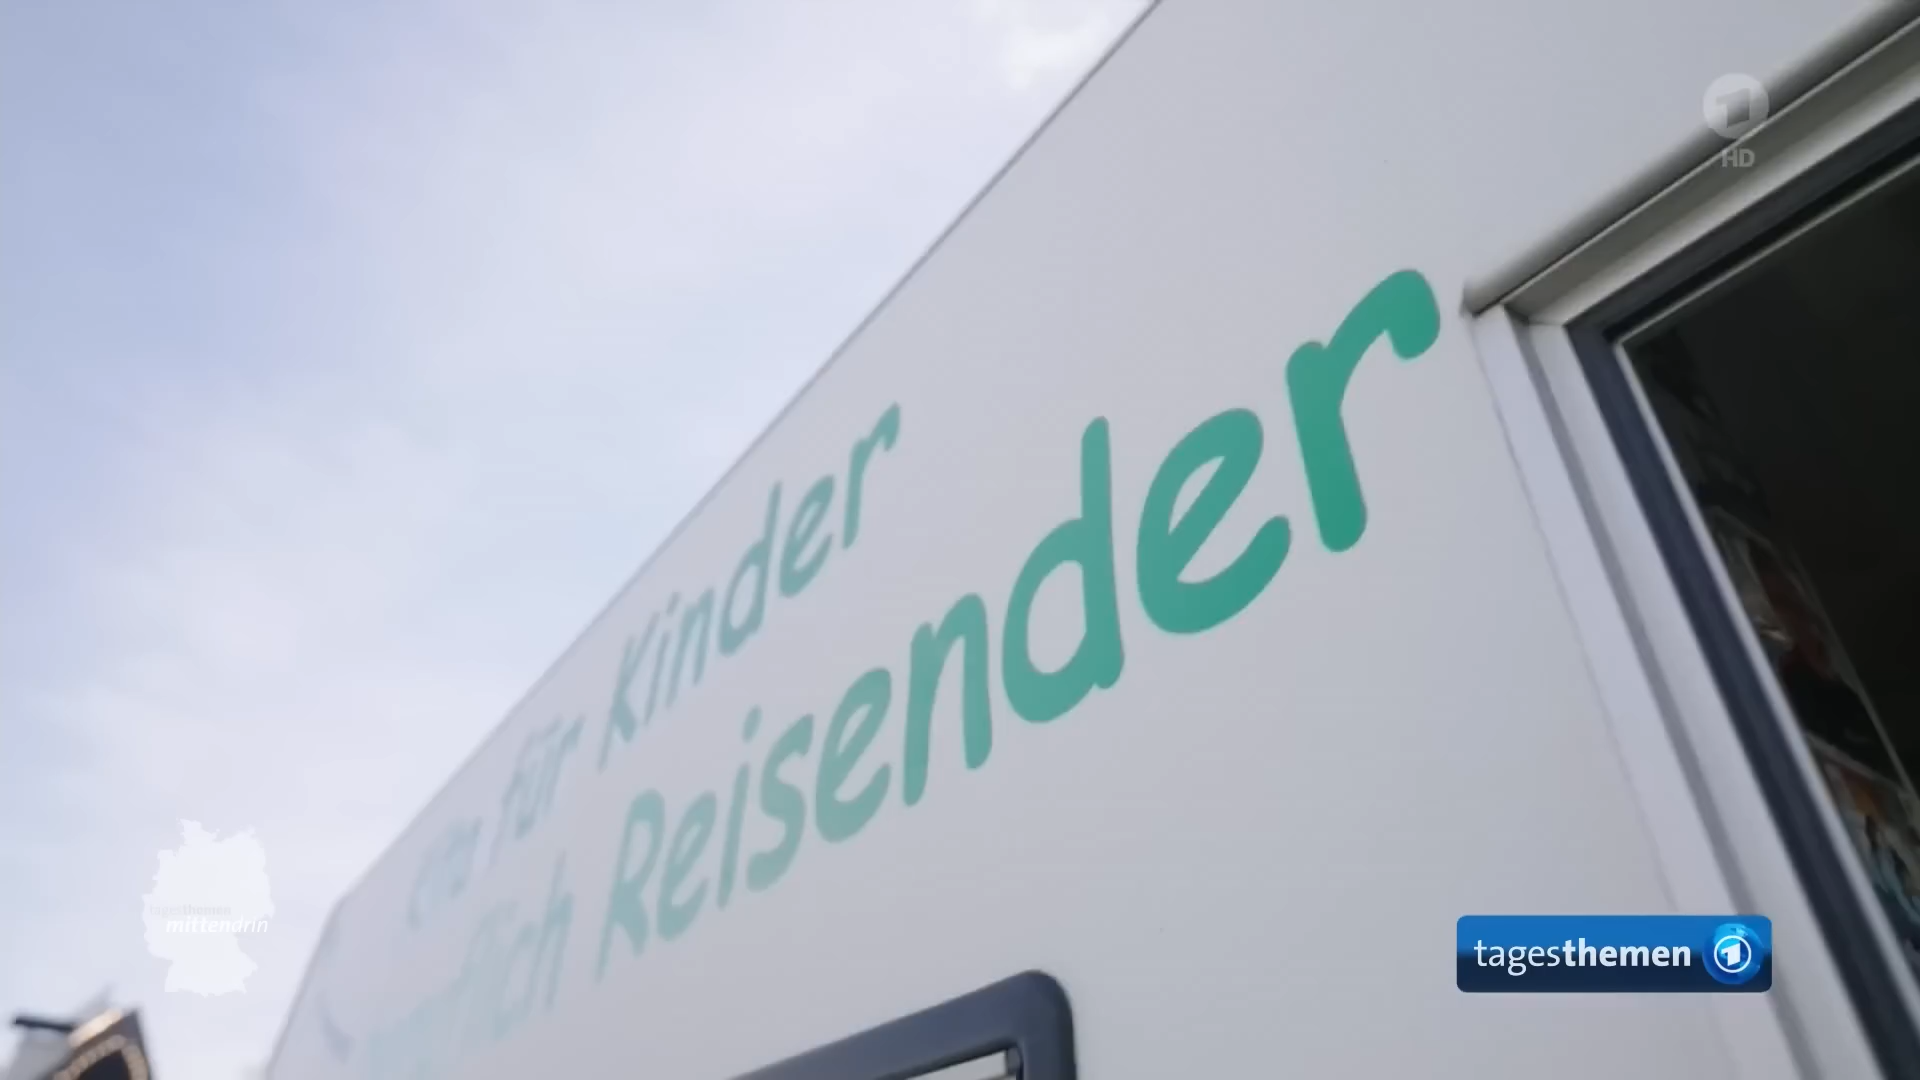 HD
für Kinder
Reisender
tagesthemen
mittendrin
tagesthemen